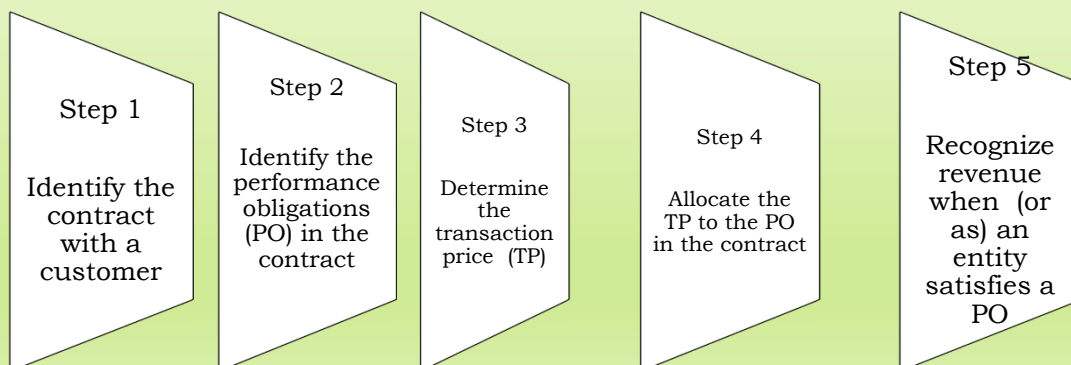 Step 1
Identify the
contract
with a
customer
Step 2
Identify the
performance
obligations
(PO) in the
contract
Step 3
Determine
the
transaction
price (TP)
Step 4
Allocate the
TP to the PO
in the contract
Step 5
Recognize
revenue
when (or
as) an
entity
satisfies a
PO